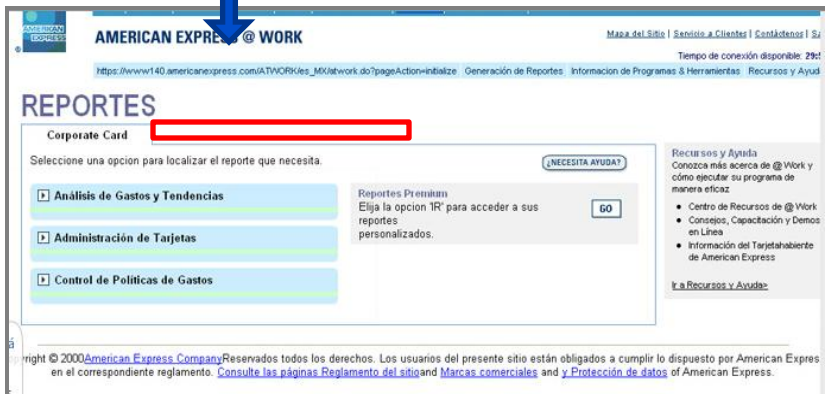 AMERICAN EXPRESS
AMERICAN EXPRESS @ WORK
Mapa del Sitio | Servicio a Clientes | Contáctenos |
Tiempo de conexión disponible: 29:
https://www140.americanexpress.com/ATWORK/es_MX/atwork.do?pageAction=initialize Generación de Reportes Informacion de Programas & Herramientas Recursos y Ayud
REPORTES
Corporate Card
Seleccione una opcion para localizar el reporte que necesita.
¿NECESITA AYUDA?
Análisis de Gastos y Tendencias
Administración de Tarjetas
Control de Políticas de Gastos
Reportes Premium
Elija la opcion 'IR' para acceder a sus
reportes
personalizados.
GO
Recursos y Ayuda
Conozca más acerca de @ Work y
cómo ejecutar su programa de
manera eficaz
Centro de Recursos de @ Work
Consejos, Capacitación y Demos
en Línea
Información del Tarjetahabiente
de American Express
Ir a Recursos y Ayuda>
right © 2000American Express CompanyReservados todos los derechos. Los usuarios del presente sitio están obligados a cumplir lo dispuesto por American Expres
en el correspondiente reglamento. Consulte las páginas Reglamento del sitioand Marcas comerciales and y Protección de datos of American Express.